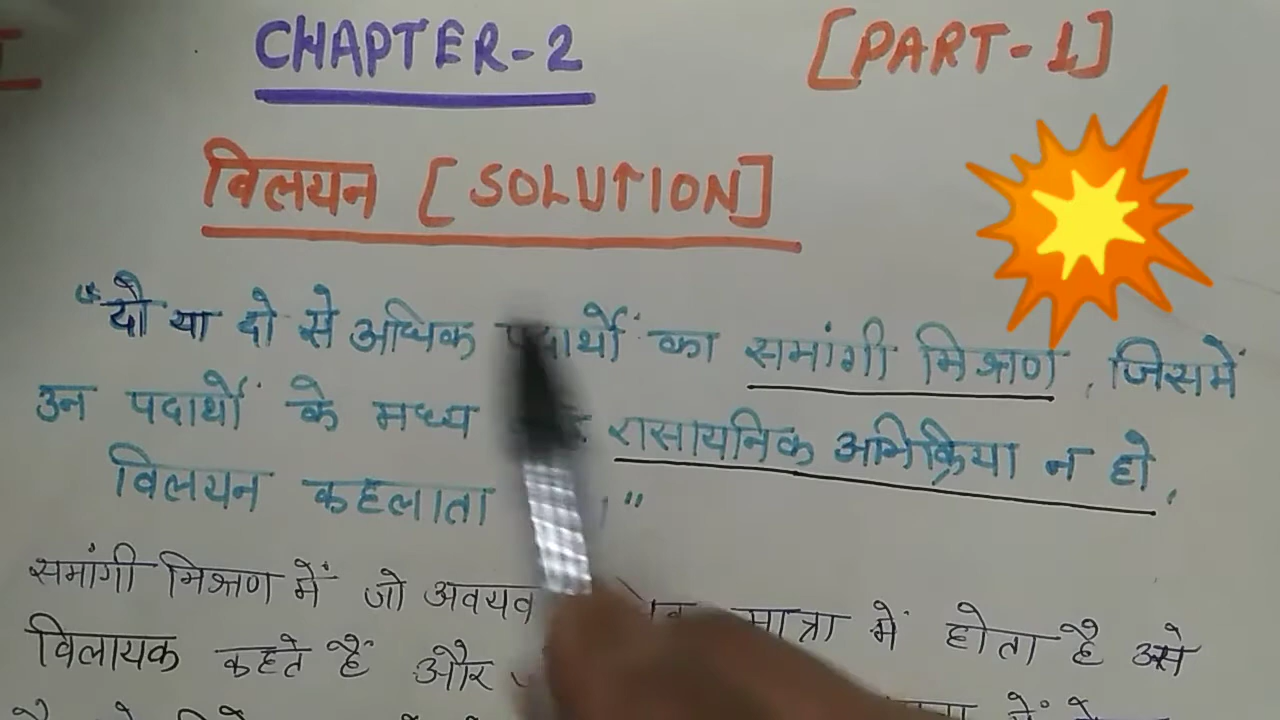 CHAPTER-2 [PART-1]
विलयन [SOLUTION]
"दो या दो से अधिक पदार्थों का समांगी मिश्रण, जिसमें
उन पदार्थों के मध्य रासायनिक अभिक्रिया न हो,
विलयन कहलाता ।"
समांगी मिश्रण में जो अवयव मात्रा में होता है उसे
विलायक कहते हैं और